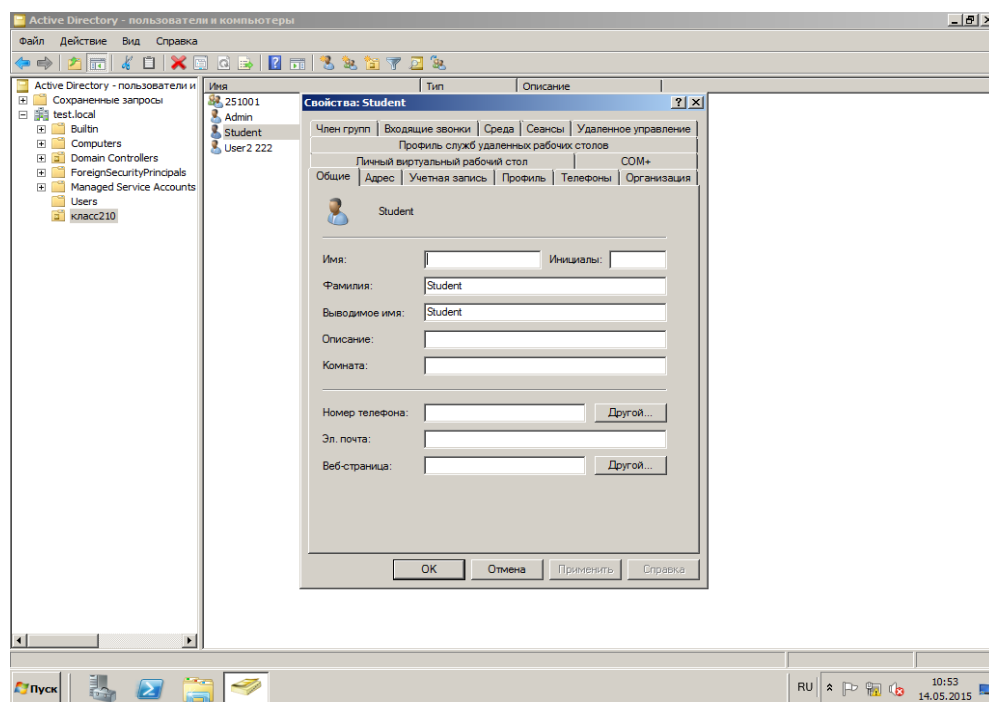 Active Directory - пользователи и компьютеры
Файл Действие Вид Справка
Active Directory - пользователи и
Сохраненные запросы
test.local
Builtin
Computers
Domain Controllers
ForeignSecurityPrincipals
Managed Service Accounts
Users
класс210
Имя Тип Описание
251001
Admin
Student
User2 222
Свойства: Student
Член групп Входящие звонки Среда Сеансы Удаленное управление
Профиль служб удаленных рабочих столов
Личный виртуальный рабочий стол COM+
Общие Адрес Учетная запись Профиль Телефоны Организация
Student
Имя: Инициалы:
Фамилия: Student
Выводимое имя: Student
Описание:
Комната:
Номер телефона: Другой...
Эл. почта:
Веб-страница: Другой...
OK Отмена Применить Справка
Пуск RU 10:53
14.05.2015